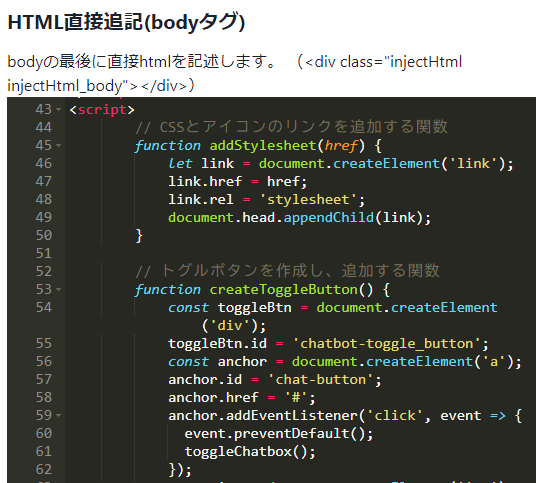 HTML直接追記(bodyタグ)
bodyの最後に直接htmlを記述します。 （<div class="injectHtml
injectHtml_body"></div>）
43 <script>
44 // CSSとアイコンのリンクを追加する関数
45 function addStylesheet(href) {
46 let link = document.createElement('link');
47 link.href = href;
48 link.rel = 'stylesheet';
49 document.head.appendChild(link);
50 }
51
52 // トグルボタンを作成し、追加する関数
53 function createToggleButton() {
54 const toggleBtn = document.createElement
('div');
55 toggleBtn.id = 'chatbot-toggle_button';
56 const anchor = document.createElement('a');
57 anchor.id = 'chat-button';
58 anchor.href = '#';
59 anchor.addEventListener('click', event => {
60 event.preventDefault();
61 toggleChatbox();
62 });